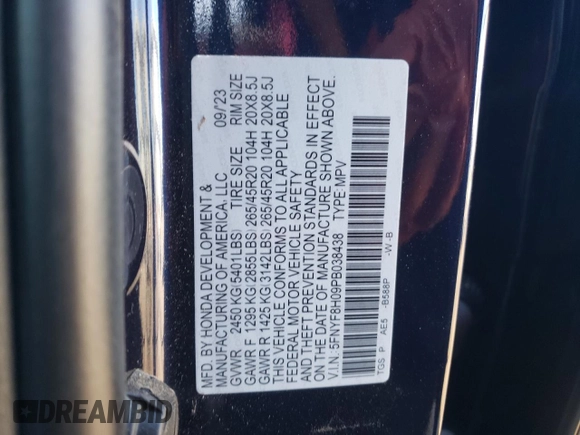 MFD. BY HONDA DEVELOPMENT & 09/23
MANUFACTURING OF AMERICA, LLC
GVWR 2450 KG(5401LBS) TIRE SIZE RIM SIZE
GAWR F 1295 KG(2855LBS) 265/45R20 104H 20X8.5J
GAWR R 1425 KG(3142LBS) 265/45R20 104H 20X8.5J
THIS VEHICLE CONFORMS TO ALL APPLICABLE
FEDERAL MOTOR VEHICLE SAFETY
AND THEFT PREVENTION STANDARDS IN EFFECT
ON THE DATE OF MANUFACTURE SHOWN ABOVE.
V.I.N.:5FNYF8H09PB038438 TYPE:MPV
TGS P AE5 -B588P -W -B
DREAMBID